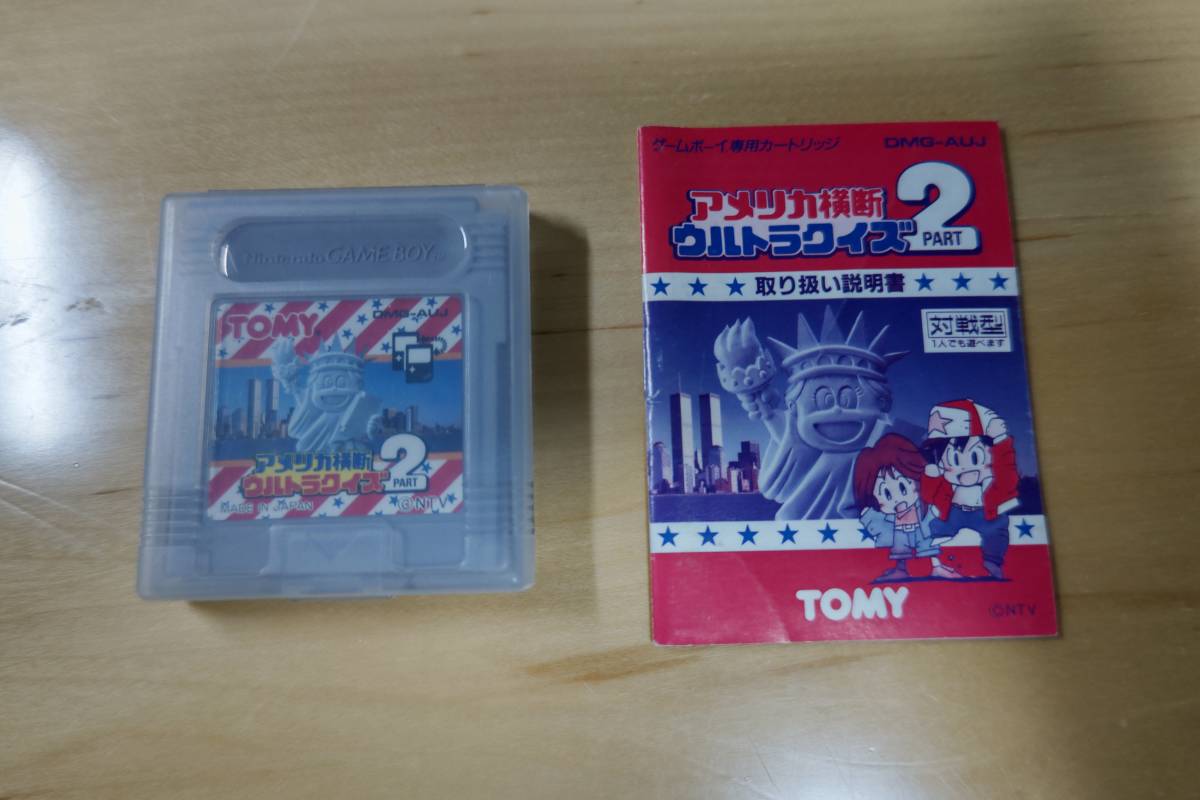 Nintendo GAME BOY
TOMY
DMG-AUJ
アメリカ横断
ウルトラクイズ
2
PART
MADE IN JAPAN
©NTV
ゲームボーイ専用カートリッジ
DMG-AUJ
アメリカ横断
ウルトラクイズ
2
PART
取り扱い説明書
対戦型
1人でも遊べます
TOMY
©NTV